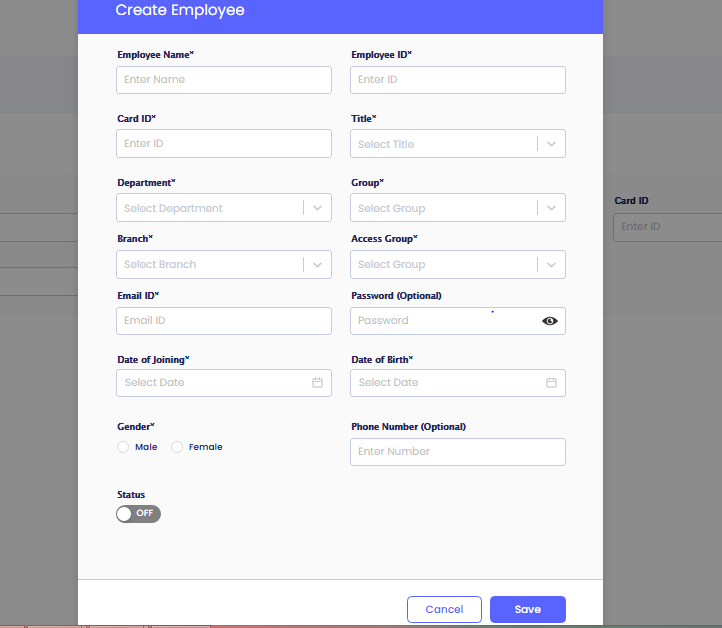 Create Employee
Employee Name*
Employee ID*
Enter Name
Enter ID
Card ID*
Title*
Enter ID
Select Title
Department*
Group*
Select Department
Select Group
Branch*
Access Group*
Select Branch
Select Group
Email ID*
Password (Optional)
Email ID
Password
Date of Joining*
Date of Birth*
Select Date
Select Date
Gender*
Phone Number (Optional)
Male
Female
Enter Number
Status
OFF
Cancel
Save
Card ID
Enter ID